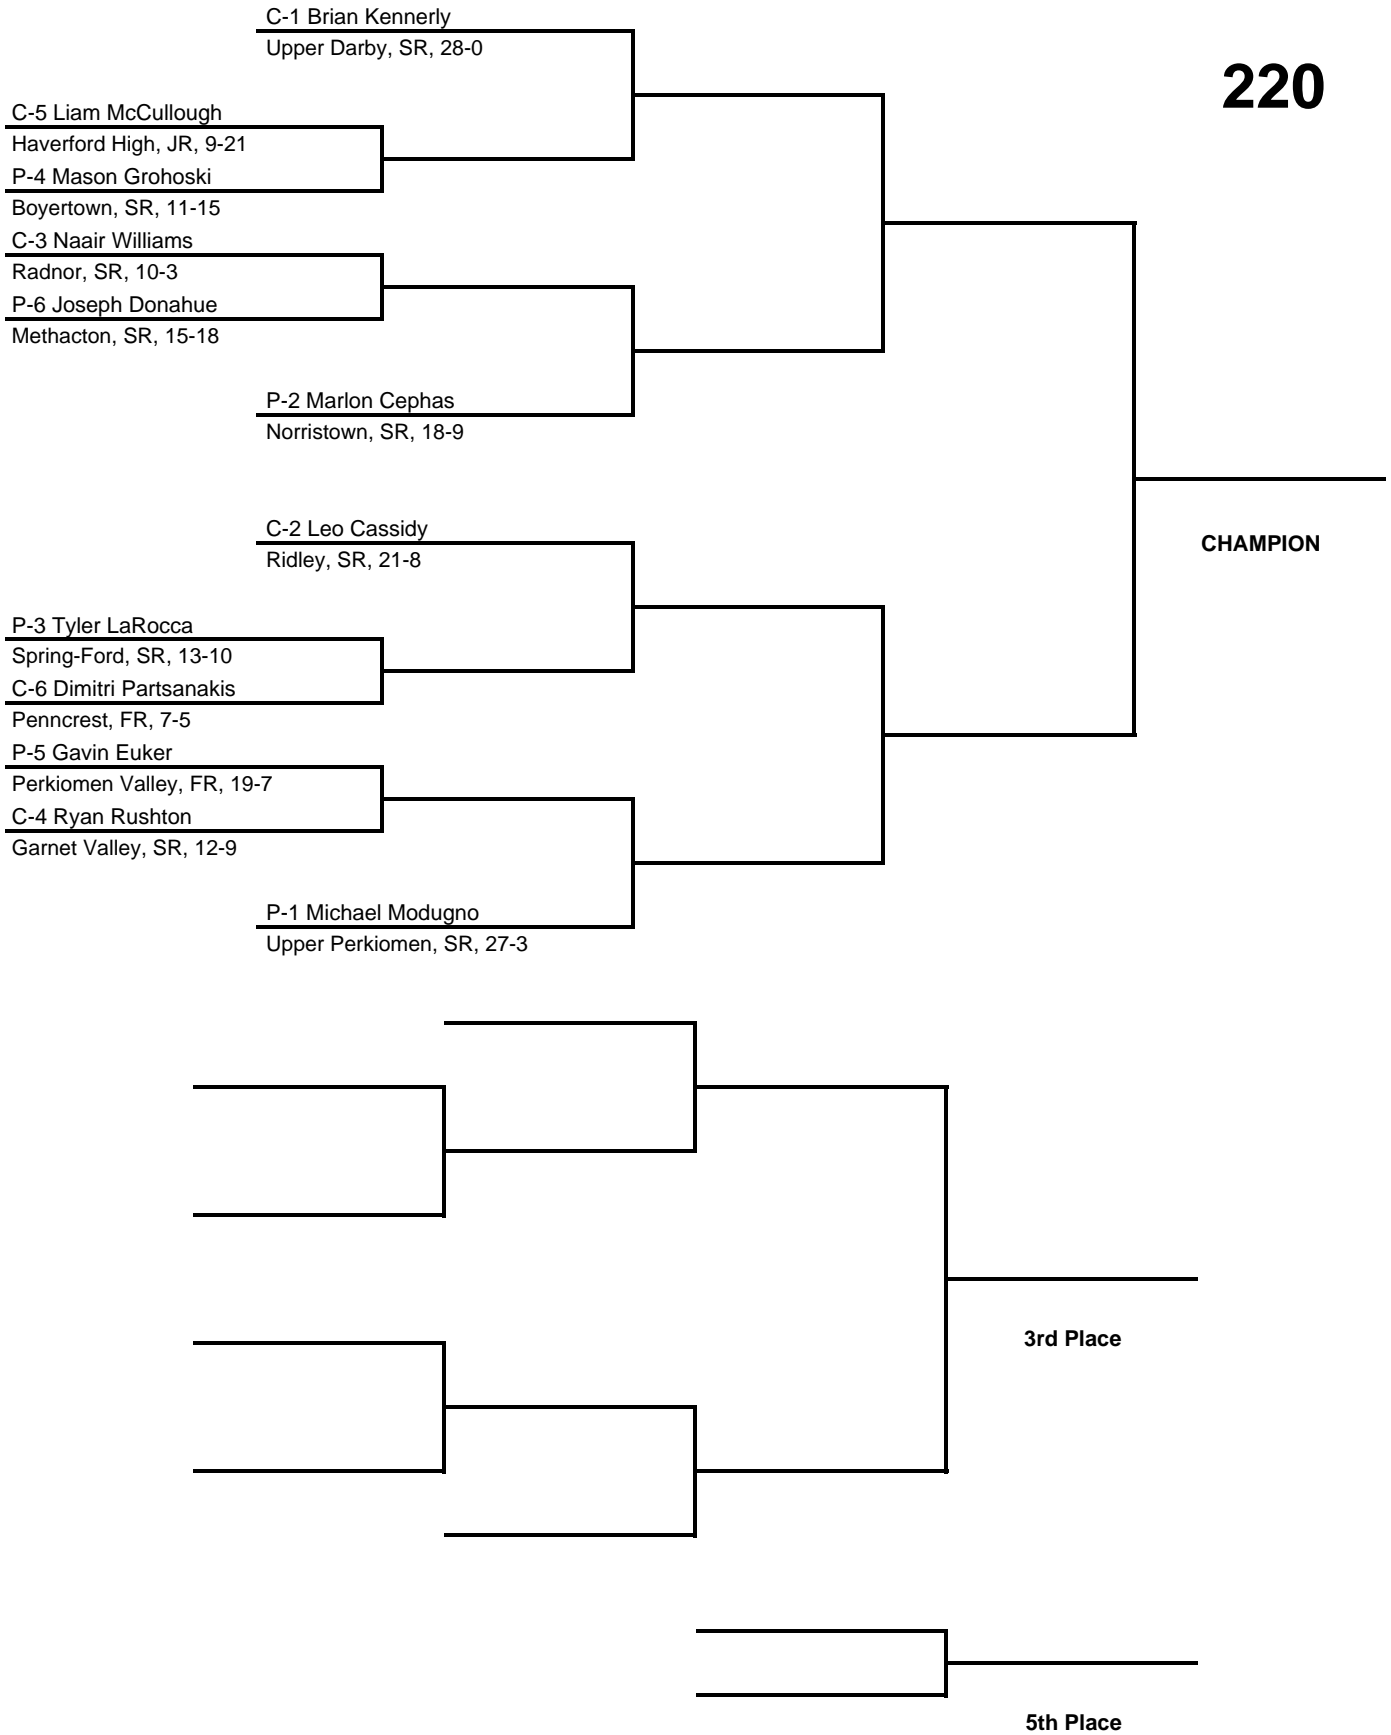 C-1 Brian Kennerly
Upper Darby, SR, 28-0
220
C-5 Liam McCullough
Haverford High, JR, 9-21
P-4 Mason Grohoski
Boyertown, SR, 11-15
C-3 Naair Williams
Radnor, SR, 10-3
P-6 Joseph Donahue
Methacton, SR, 15-18
P-2 Marlon Cephas
Norristown, SR, 18-9
C-2 Leo Cassidy
Ridley, SR, 21-8
CHAMPION
P-3 Tyler LaRocca
Spring-Ford, SR, 13-10
C-6 Dimitri Partsanakis
Penncrest, FR, 7-5
P-5 Gavin Euker
Perkiomen Valley, FR, 19-7
C-4 Ryan Rushton
Garnet Valley, SR, 12-9
P-1 Michael Modugno
Upper Perkiomen, SR, 27-3
3rd Place
5th Place